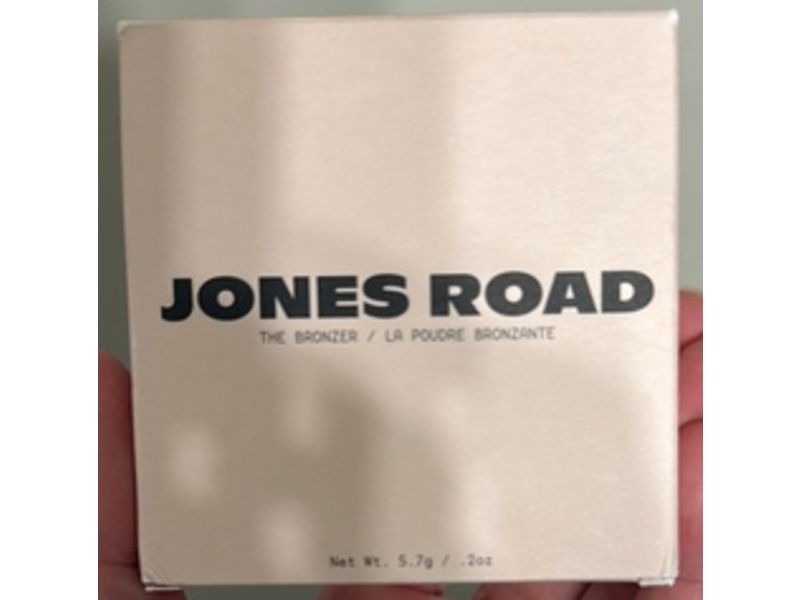 JONES ROAD
THE BRONZER / LA POUDRE BRONZANTE
Net Wt. 5.7g / .2oz